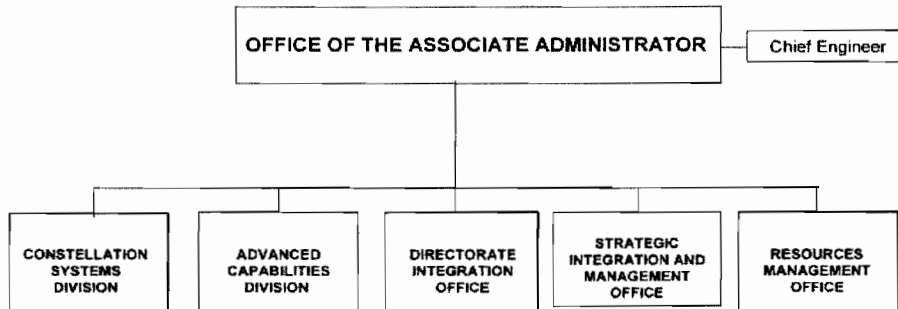 OFFICE OF THE ASSOCIATE ADMINISTRATOR
Chief Engineer
CONSTELLATION
SYSTEMS
DIVISION
ADVANCED
CAPABILITIES
DIVISION
DIRECTORATE
INTEGRATION
OFFICE
STRATEGIC
INTEGRATION AND
MANAGEMENT
OFFICE
RESOURCES
MANAGEMENT
OFFICE